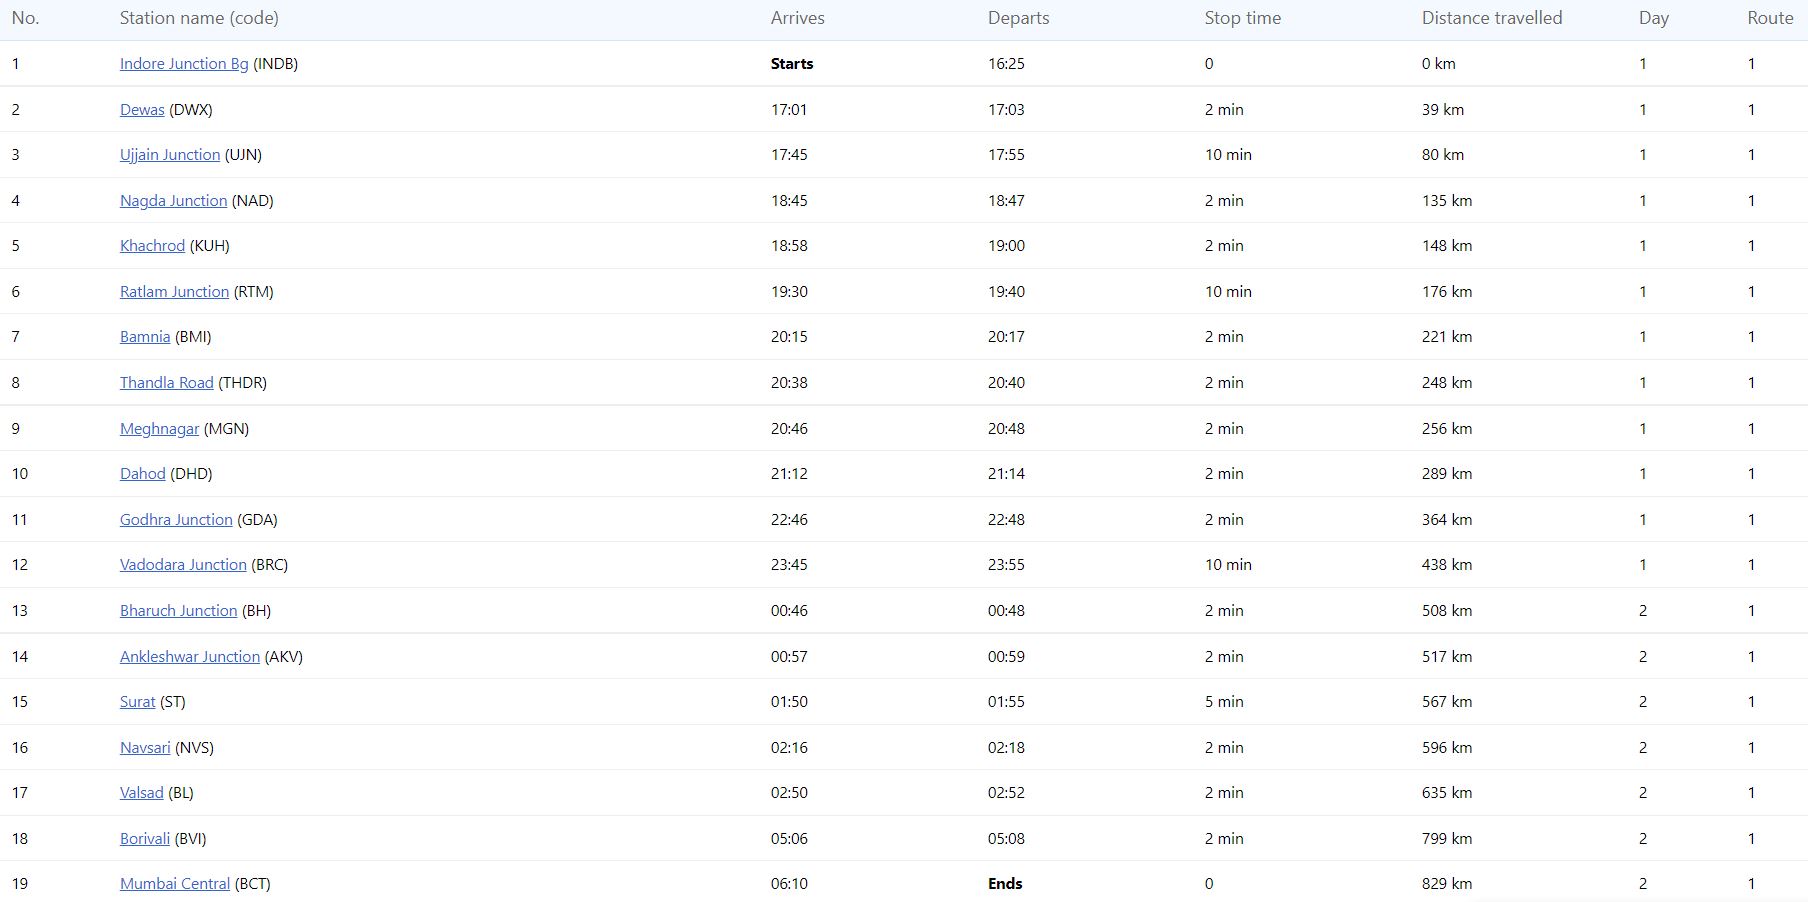 No. Station name (code) Arrives Departs Stop time Distance travelled Day Route
1 Indore Junction Bg (INDB) Starts 16:25 0 0 km 1 1
2 Dewas (DWX) 17:01 17:03 2 min 39 km 1 1
3 Ujjain Junction (UJN) 17:45 17:55 10 min 80 km 1 1
4 Nagda Junction (NAD) 18:45 18:47 2 min 135 km 1 1
5 Khachrod (KUH) 18:58 19:00 2 min 148 km 1 1
6 Ratlam Junction (RTM) 19:30 19:40 10 min 176 km 1 1
7 Bamnia (BMI) 20:15 20:17 2 min 221 km 1 1
8 Thandla Road (THDR) 20:38 20:40 2 min 248 km 1 1
9 Meghnagar (MGN) 20:46 20:48 2 min 256 km 1 1
10 Dahod (DHD) 21:12 21:14 2 min 289 km 1 1
11 Godhra Junction (GDA) 22:46 22:48 2 min 364 km 1 1
12 Vadodara Junction (BRC) 23:45 23:55 10 min 438 km 1 1
13 Bharuch Junction (BH) 00:46 00:48 2 min 508 km 2 1
14 Ankleshwar Junction (AKV) 00:57 00:59 2 min 517 km 2 1
15 Surat (ST) 01:50 01:55 5 min 567 km 2 1
16 Navsari (NVS) 02:16 02:18 2 min 596 km 2 1
17 Valsad (BL) 02:50 02:52 2 min 635 km 2 1
18 Borivali (BVI) 05:06 05:08 2 min 799 km 2 1
19 Mumbai Central (BCT) 06:10 Ends 0 829 km 2 1